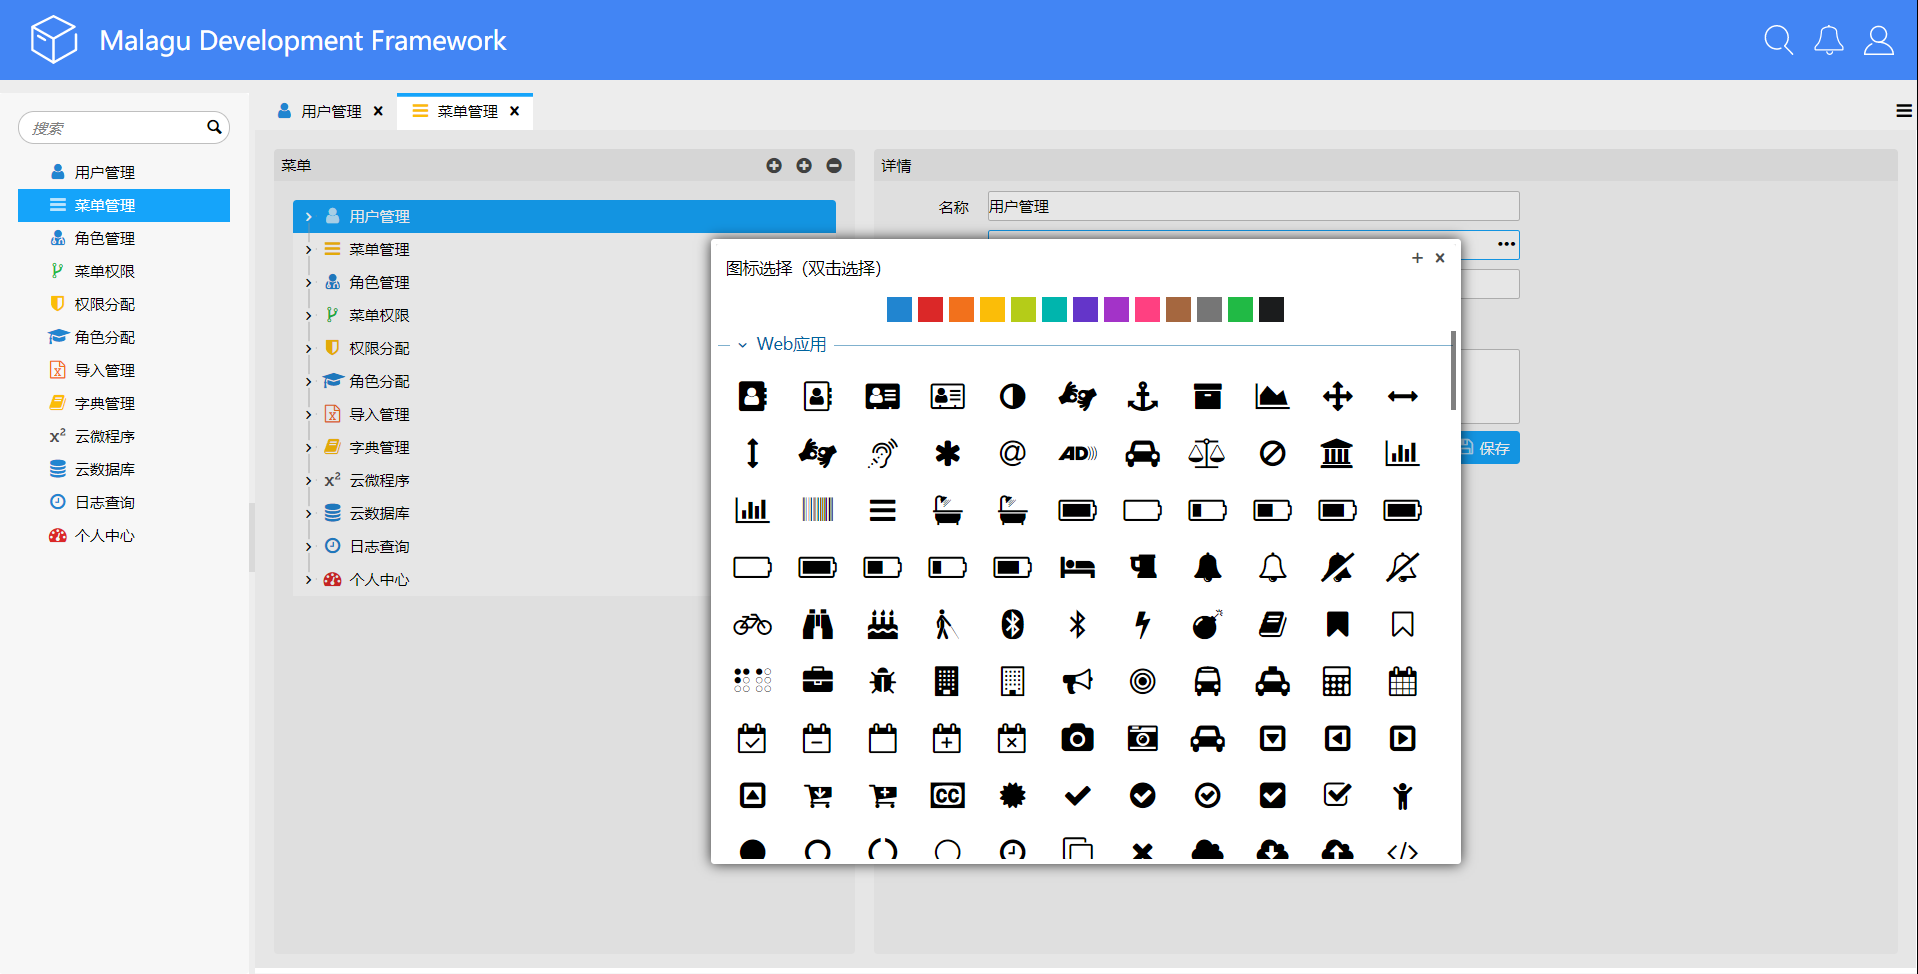 Malagu Development Framework
搜索
用户管理
菜单管理
角色管理
菜单权限
权限分配
角色分配
导入管理
字典管理
x² 云微程序
云数据库
日志查询
个人中心
用户管理
菜单管理
菜单
用户管理
菜单管理
角色管理
菜单权限
权限分配
角色分配
导入管理
字典管理
x² 云微程序
云数据库
日志查询
个人中心
详情
名称 用户管理
保存
图标选择（双击选择）
Web应用